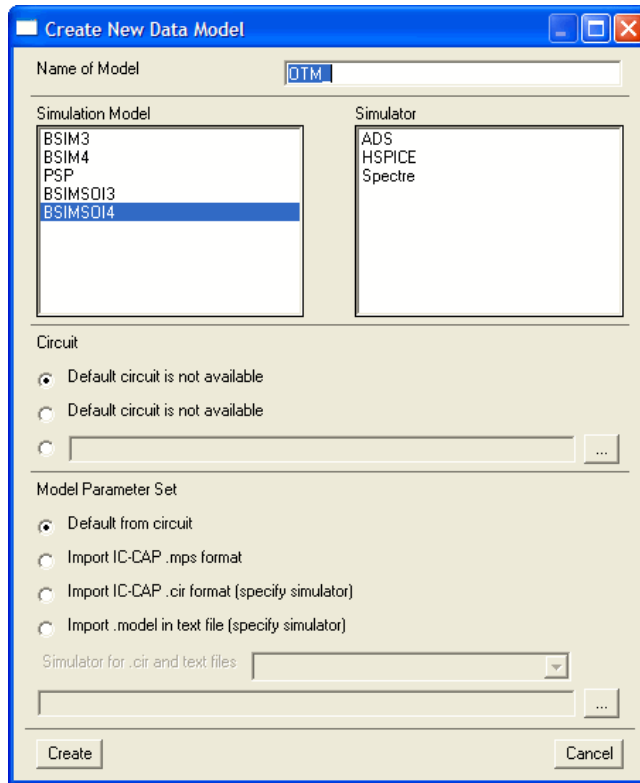 Create New Data Model
Name of Model
OTM_
Simulation Model
Simulator
BSIM3
BSIM4
PSP
BSIMSOI3
BSIMSOI4
ADS
HSPICE
Spectre
Circuit
Default circuit is not available
Default circuit is not available
...
Model Parameter Set
Default from circuit
Import IC-CAP .mps format
Import IC-CAP .cir format (specify simulator)
Import .model in text file (specify simulator)
Simulator for .cir and text files
...
Create
Cancel